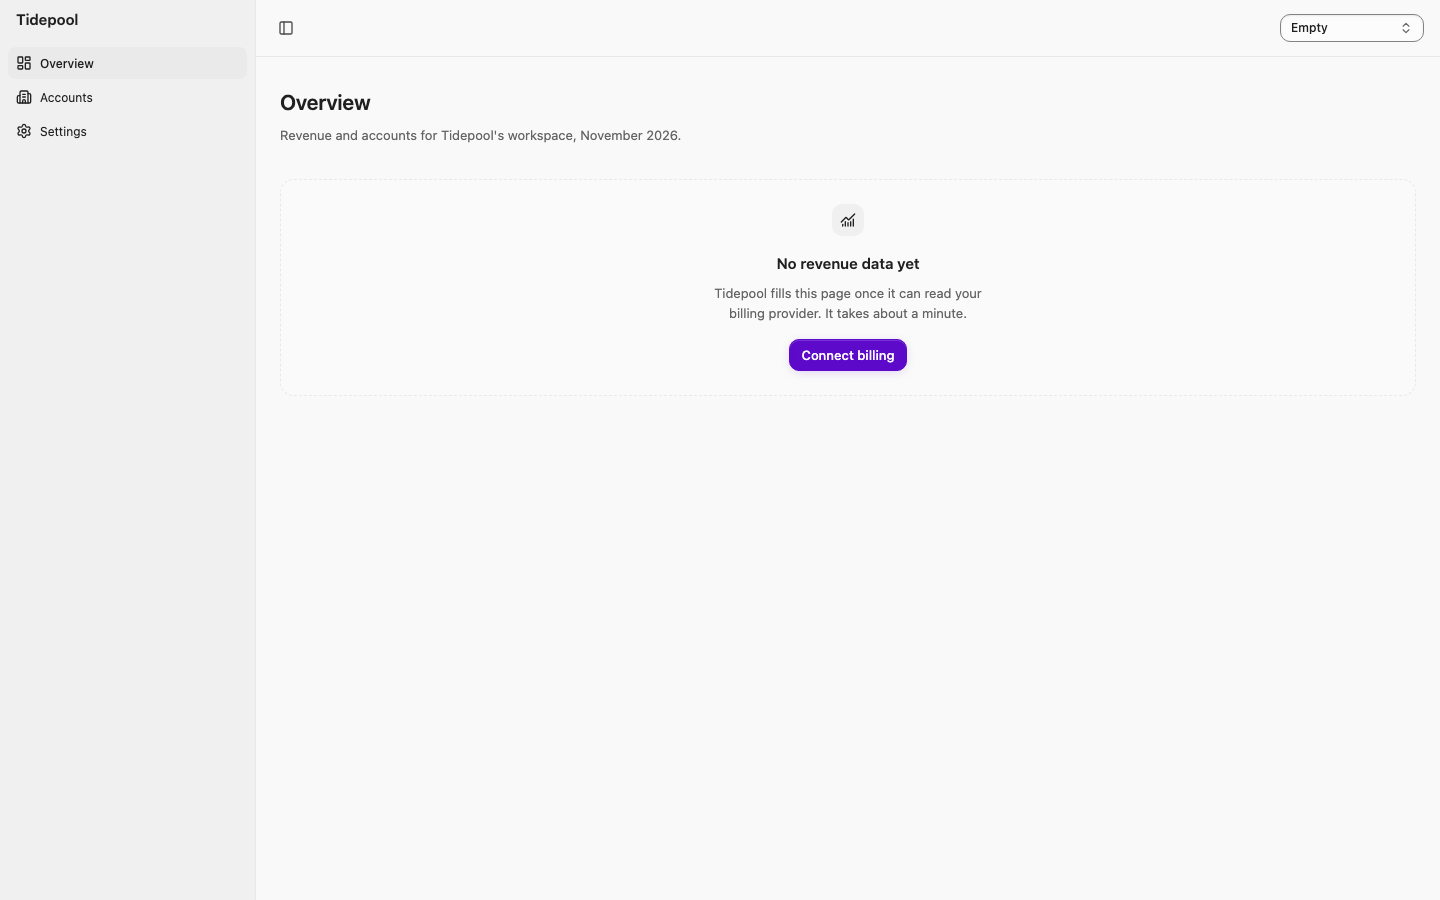 Tidepool
Overview
Accounts
Settings
Empty
Overview
Revenue and accounts for Tidepool's workspace, November 2026.
No revenue data yet
Tidepool fills this page once it can read your
billing provider. It takes about a minute.
Connect billing